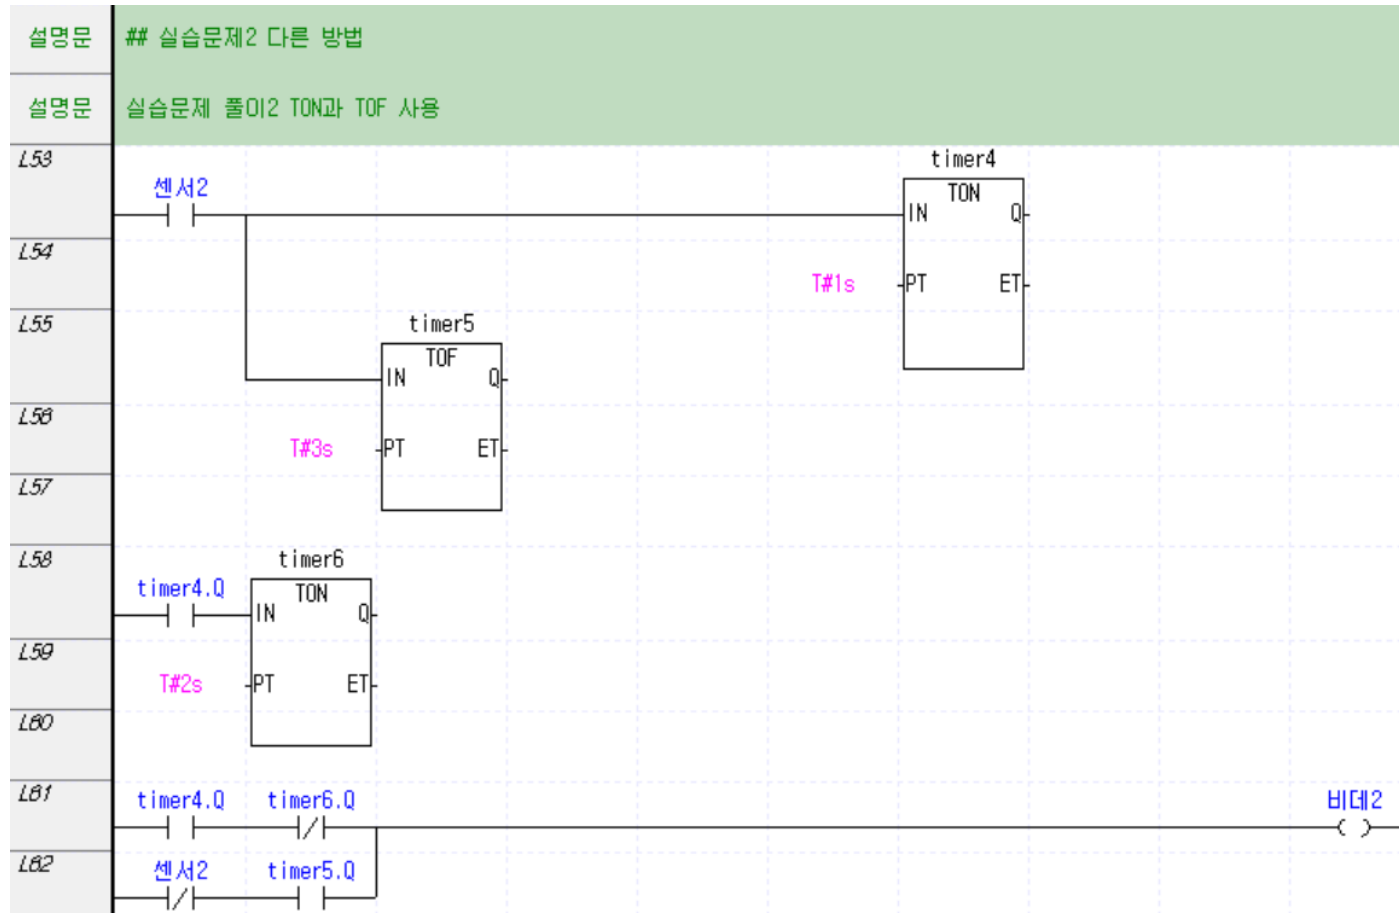 설명문 ## 실습문제2 다른 방법
설명문 실습문제 풀이2 TON과 TOF 사용
L53 timer4
센서2 TON
IN Q
L54
T#1s PT ET
L55 timer5
TOF
IN Q
L56
T#3s PT ET
L57
L58 timer6
timer4.Q TON
IN Q
L59
T#2s PT ET
L60
L61 timer4.Q timer6.Q 비데2
L62 센서2 timer5.Q